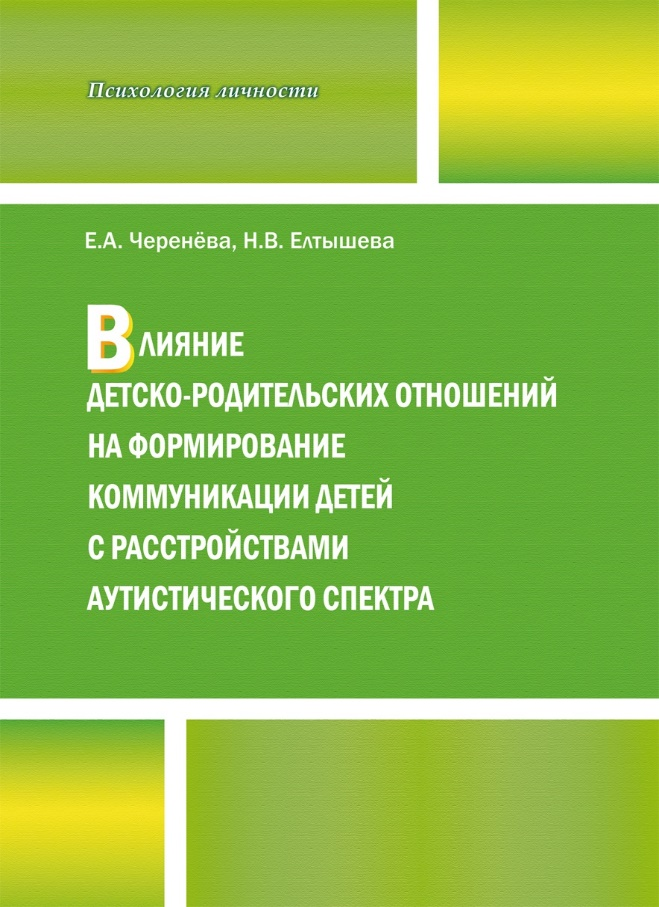 Психология личности
Е.А. Черенёва, Н.В. Елтышева
ВЛИЯНИЕ
ДЕТСКО-РОДИТЕЛЬСКИХ ОТНОШЕНИЙ
НА ФОРМИРОВАНИЕ
КОММУНИКАЦИИ ДЕТЕЙ
С РАССТРОЙСТВАМИ
АУТИСТИЧЕСКОГО СПЕКТРА